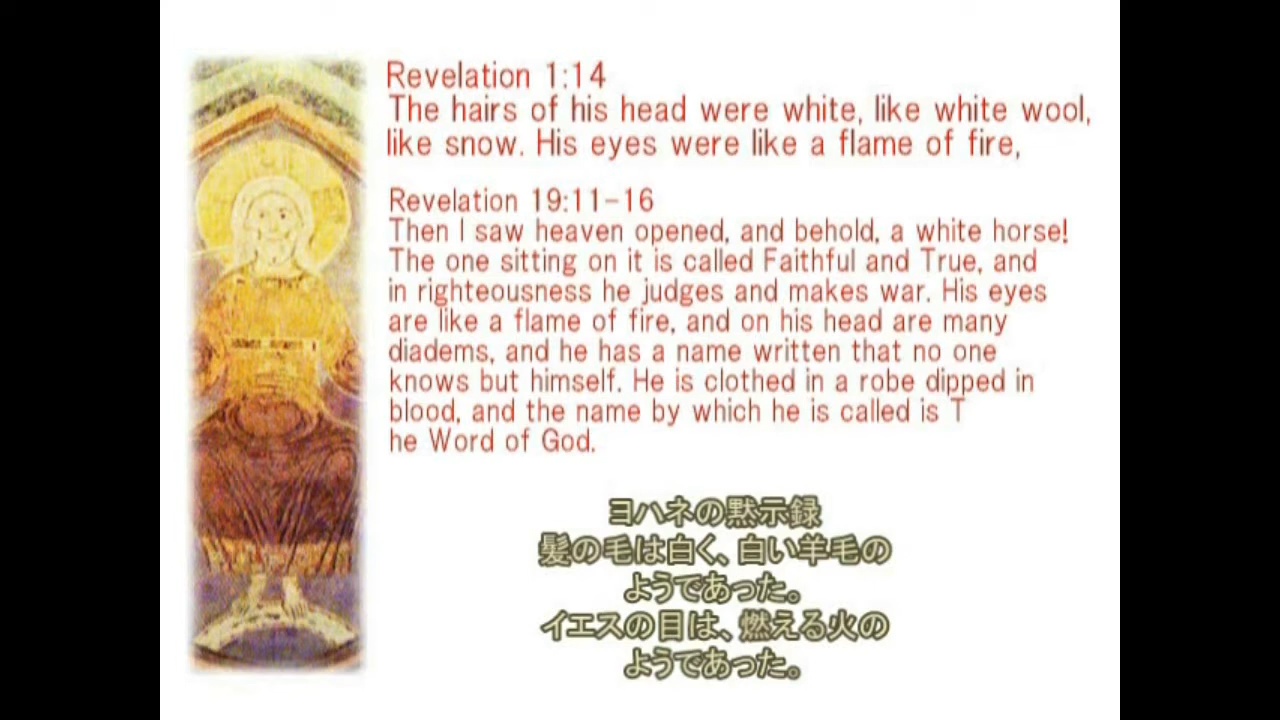 Revelation 1:14
The hairs of his head were white, like white wool,
like snow. His eyes were like a flame of fire,
Revelation 19:11-16
Then I saw heaven opened, and behold, a white horse!
The one sitting on it is called Faithful and True, and
in righteousness he judges and makes war. His eyes
are like a flame of fire, and on his head are many
diadems, and he has a name written that no one
knows but himself. He is clothed in a robe dipped in
blood, and the name by which he is called is T
he Word of God.
ヨハネの黙示録
髪の毛は白く、白い羊毛の
ようであった。
イエスの目は、燃える火の
ようであった。